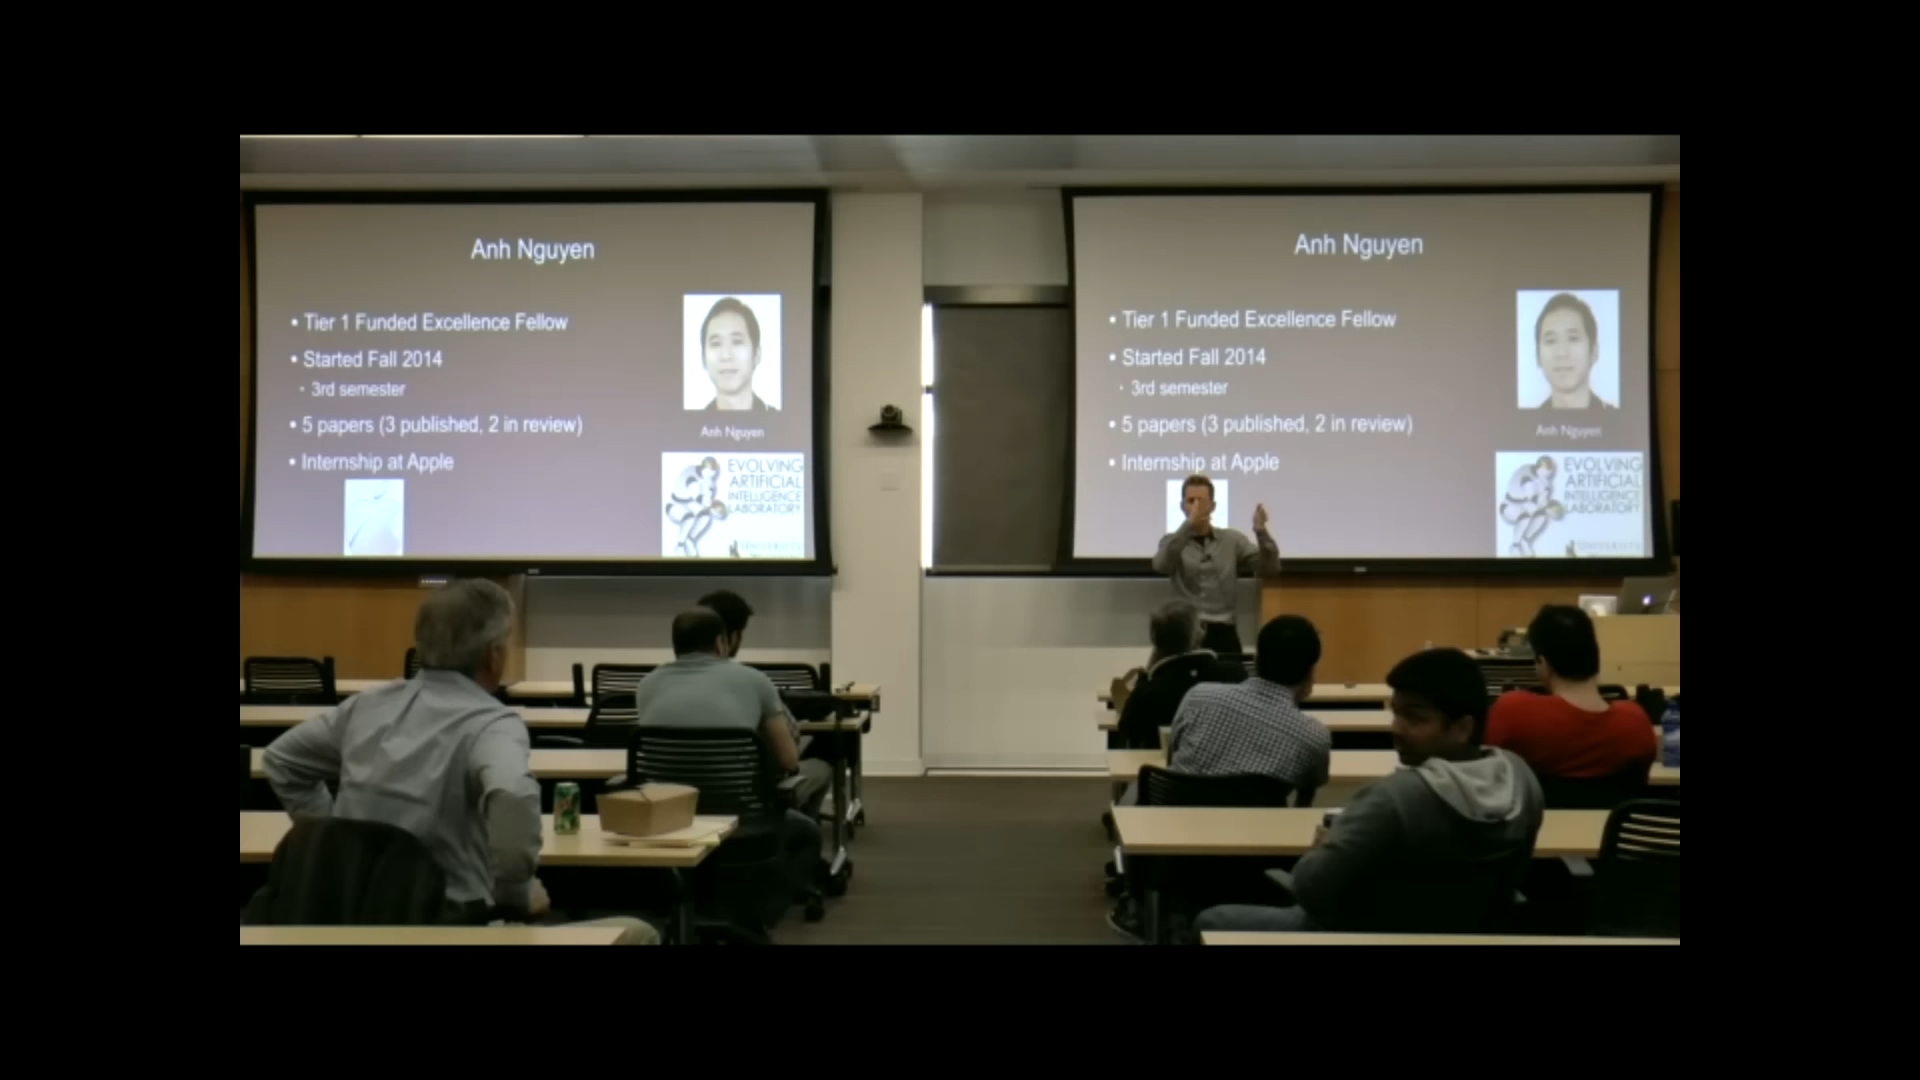 Anh Nguyen
• Tier 1 Funded Excellence Fellow
• Started Fall 2014
• 3rd semester
• 5 papers (3 published, 2 in review)
• Internship at Apple
Anh Nguyen
EVOLVING
ARTIFICIAL
INTELLIGENCE
LABORATORY
UNIVERSITY
Anh Nguyen
• Tier 1 Funded Excellence Fellow
• Started Fall 2014
• 3rd semester
• 5 papers (3 published, 2 in review)
• Internship at Apple
Anh Nguyen
EVOLVING
ARTIFICIAL
INTELLIGENCE
LABORATORY
UNIVERSITY